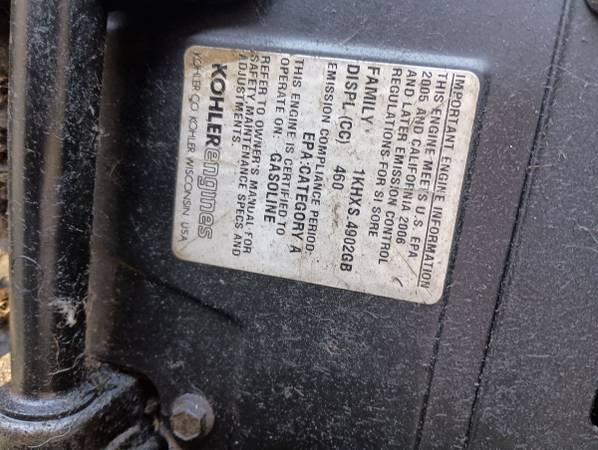 IMPORTANT ENGINE INFORMATION
THIS ENGINE MEETS U.S. EPA
2005 AND CALIFORNIA 2006
AND LATER EMISSION CONTROL
REGULATIONS FOR SI SORE
FAMILY 1KHXS.4902GB
DISPL. (CC) 460
EMISSION COMPLIANCE PERIOD:
EPA: CATEGORY A
THIS ENGINE IS CERTIFIED TO
OPERATE ON: GASOLINE
REFER TO OWNER'S MANUAL FOR
SAFETY, MAINTENANCE SPECS AND
ADJUSTMENTS.
KOHLERengines
KOHLER CO. KOHLER, WISCONSIN USA